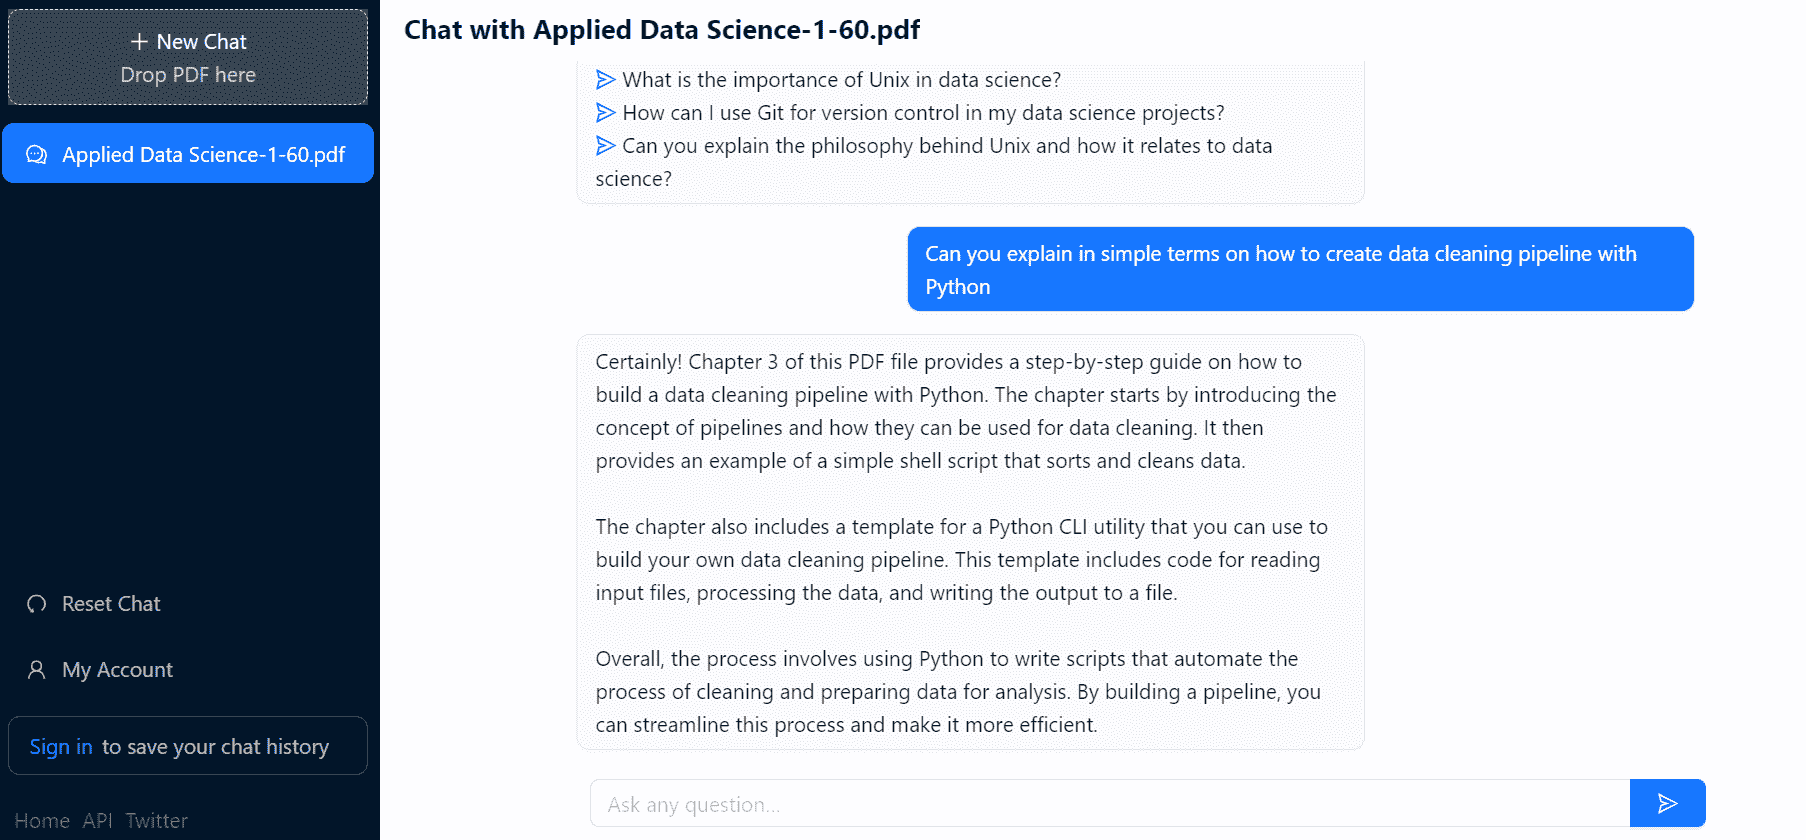 + New Chat
Drop PDF here
Applied Data Science-1-60.pdf
Reset Chat
My Account
Sign in to save your chat history
Home API Twitter
Chat with Applied Data Science-1-60.pdf
What is the importance of Unix in data science?
How can I use Git for version control in my data science projects?
Can you explain the philosophy behind Unix and how it relates to data
science?
Can you explain in simple terms on how to create data cleaning pipeline with
Python
Certainly! Chapter 3 of this PDF file provides a step-by-step guide on how to
build a data cleaning pipeline with Python. The chapter starts by introducing the
concept of pipelines and how they can be used for data cleaning. It then
provides an example of a simple shell script that sorts and cleans data.
The chapter also includes a template for a Python CLI utility that you can use to
build your own data cleaning pipeline. This template includes code for reading
input files, processing the data, and writing the output to a file.
Overall, the process involves using Python to write scripts that automate the
process of cleaning and preparing data for analysis. By building a pipeline, you
can streamline this process and make it more efficient.
Ask any question...